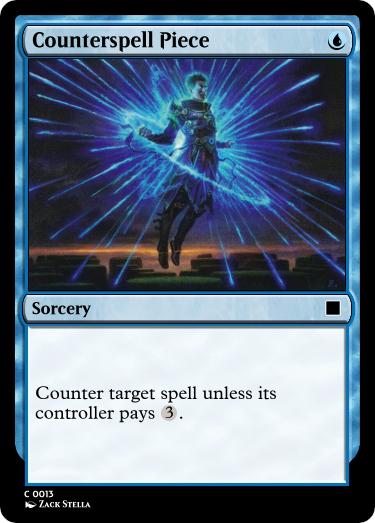 Counterspell Piece
Sorcery
Counter target spell unless its
controller pays 3.
C 0013
Zack Stella